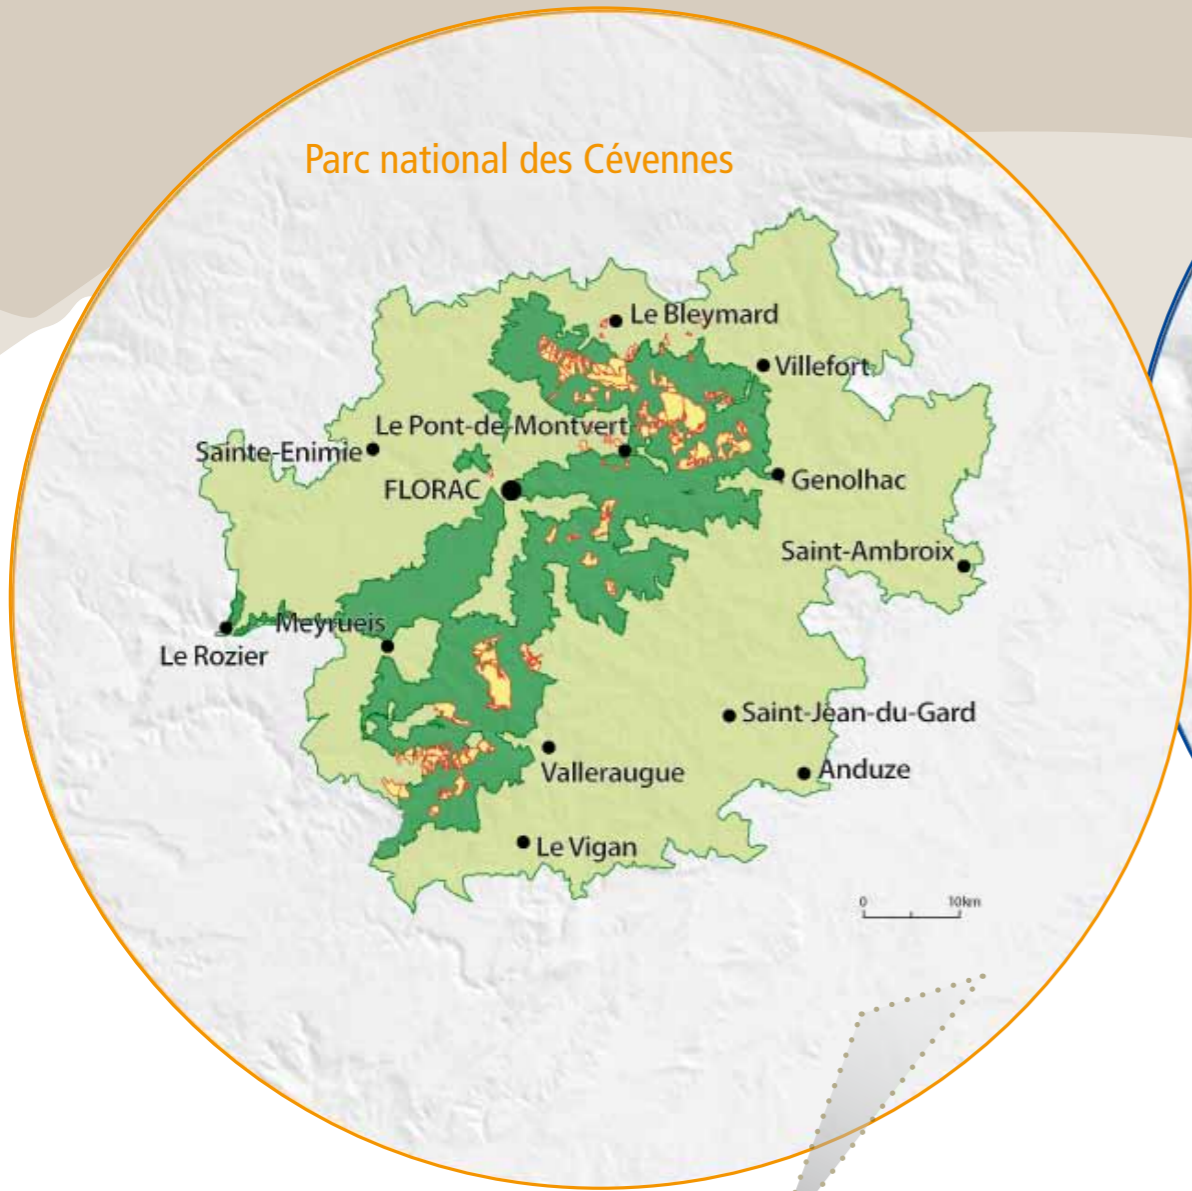 Parc national des Cévennes
Le Bleymard
Villefort
Le Pont-de-Montvert
Sainte-Enimie
FLORAC
Genolhac
Saint-Ambroix
Meyrueis
Le Rozier
Saint-Jean-du-Gard
Valleraugue
Anduze
Le Vigan
0 10km